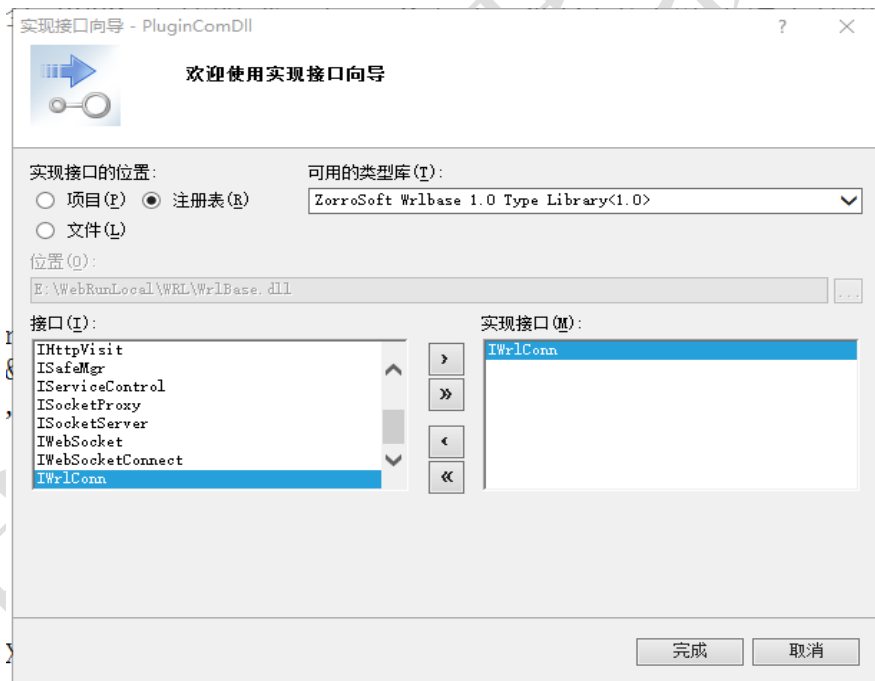 实现接口向导 - PluginComDll
?
欢迎使用实现接口向导
实现接口的位置:
可用的类型库(T):
项目(P)
注册表(R)
ZorroSoft Wrlbase 1.0 Type Library<1.0>
文件(L)
位置(O):
E:\WebRunLocal\WRL\WrlBase.dll
...
接口(I):
实现接口(M):
IHttpVisit
ISafeMgr
IServiceControl
ISocketProxy
ISocketServer
IWebSocket
IWebSocketConnect
IWrlConn
>
»
<
«
IWrlConn
完成
取消